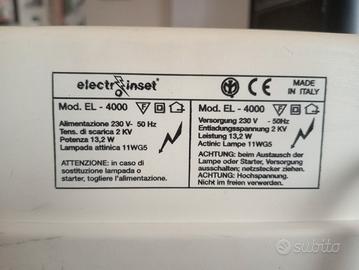 electroinset®
CE
MADE
IN ITALY
Mod. EL - 4000
Alimentazione 230 V- 50 Hz
Tens. di scarica 2 KV
Potenza 13,2 W
Lampada attinica 11WG5
ATTENZIONE: in caso di
sostituzione lampada o
starter, togliere l'alimentazione.
Mod. EL - 4000
Versorgung 230 V - 50Hz
Entladungsspannung 2 KV
Leistung 13,2 W
Actinic Lampe 11WG5
ACHTUNG: beim Austausch der
Lampe oder Starter, Versorgung
ausschalten; netzstecker ziehen.
ACHTUNG: Hochspannung.
Nicht im freien verwenden.
subito